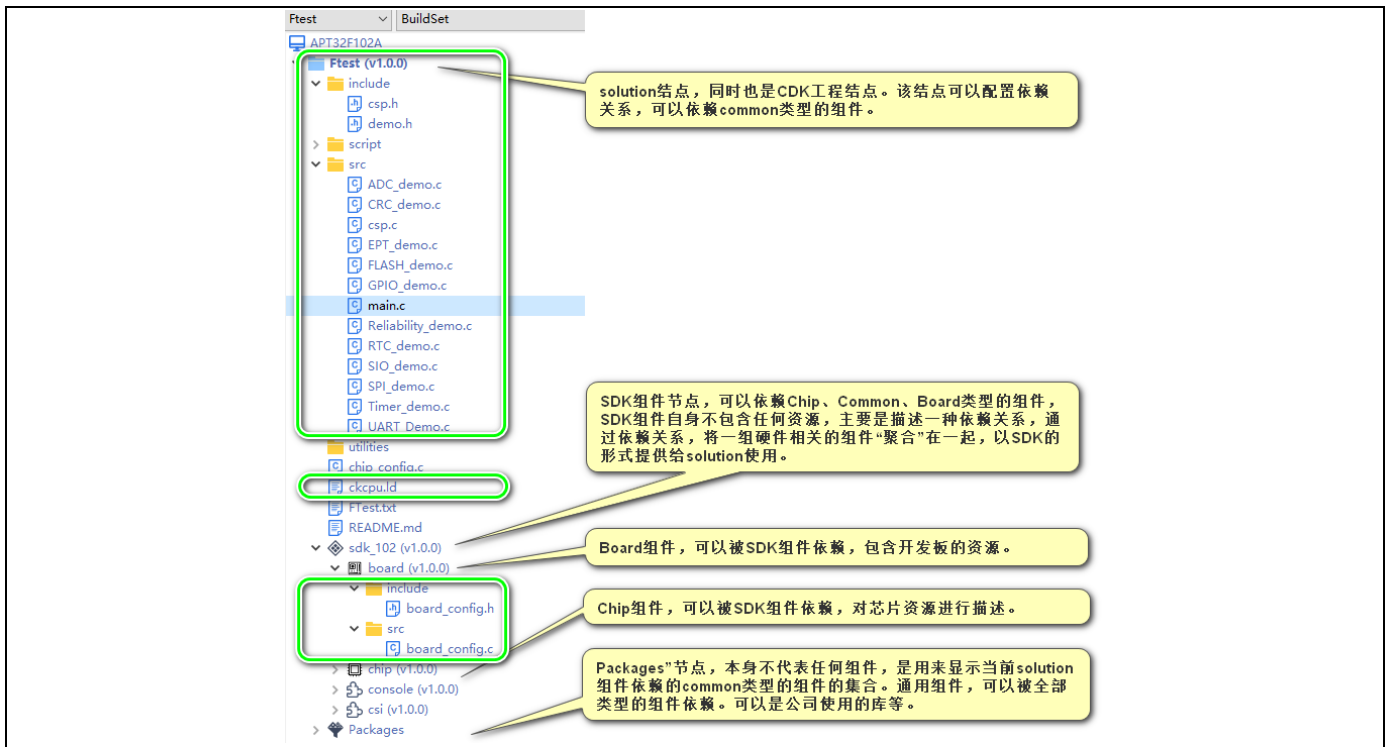 Ftest
BuildSet
APT32F102A
Ftest (v1.0.0)
include
csp.h
demo.h
script
src
ADC_demo.c
CRC_demo.c
csp.c
EPT_demo.c
FLASH_demo.c
GPIO_demo.c
main.c
Reliability_demo.c
RTC_demo.c
SIO_demo.c
SPI_demo.c
Timer_demo.c
UART_Demo.c
utilities
chip_config.c
ckcpu.ld
FTest.txt
README.md
sdk_102 (v1.0.0)
board (v1.0.0)
include
board_config.h
src
board_config.c
chip (v1.0.0)
console (v1.0.0)
csi (v1.0.0)
Packages
solution结点，同时也是CDK工程结点。该结点可以配置依赖
关系，可以依赖common类型的组件。
SDK组件节点，可以依赖Chip、Common、Board类型的组件，
SDK组件自身不包含任何资源，主要是描述一种依赖关系，通
过依赖关系，将一组硬件相关的组件“聚合”在一起，以SDK的
形式提供给solution使用。
Board组件，可以被SDK组件依赖，包含开发板的资源。
Chip组件，可以被SDK组件依赖，对芯片资源进行描述。
Packages”节点，本身不代表任何组件，是用来显示当前solution
组件依赖的common类型的组件的集合。通用组件，可以被全部
类型的组件依赖。可以是公司使用的库等。